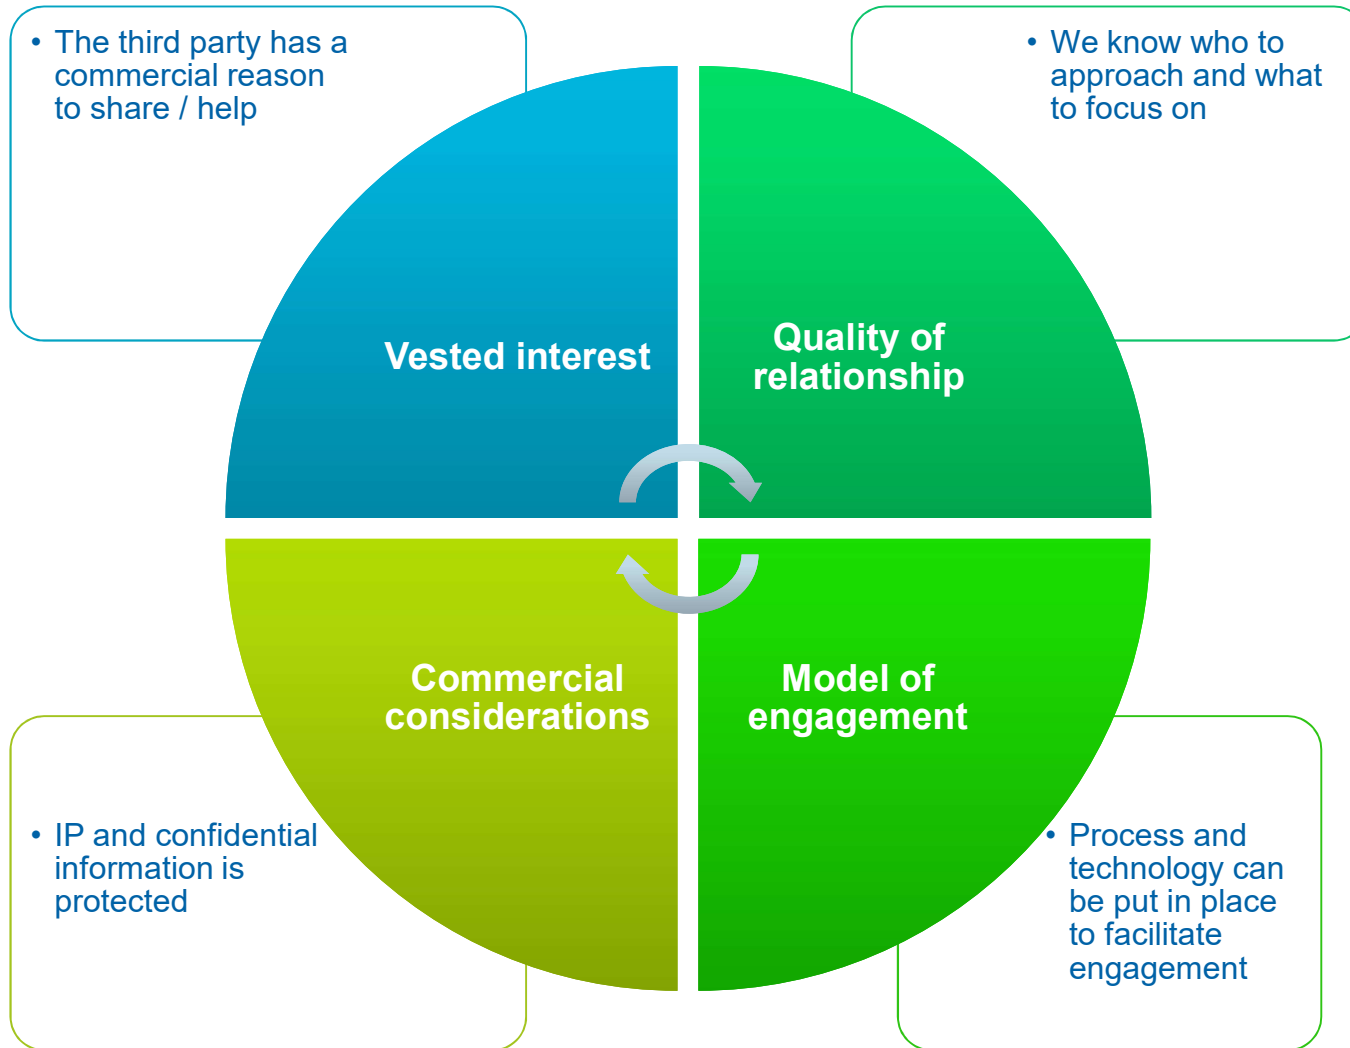 • The third party has a
commercial reason
to share / help
• We know who to
approach and what
to focus on
Vested interest
Quality of
relationship
Commercial
considerations
Model of
engagement
• IP and confidential
information is
protected
• Process and
technology can
be put in place
to facilitate
engagement